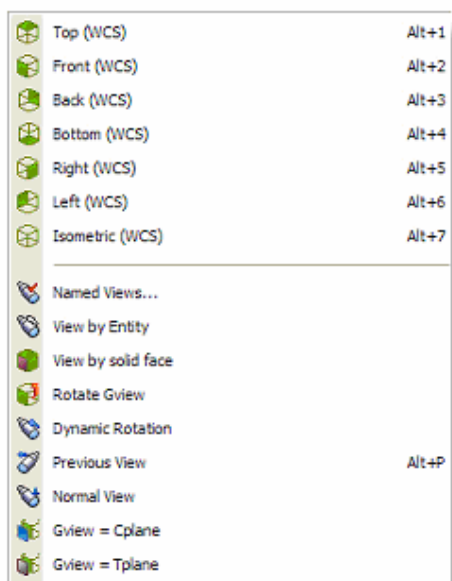 Top (WCS) Alt+1
Front (WCS) Alt+2
Back (WCS) Alt+3
Bottom (WCS) Alt+4
Right (WCS) Alt+5
Left (WCS) Alt+6
Isometric (WCS) Alt+7
Named Views...
View by Entity
View by solid face
Rotate Gview
Dynamic Rotation
Previous View Alt+P
Normal View
Gview = Cplane
Gview = Tplane